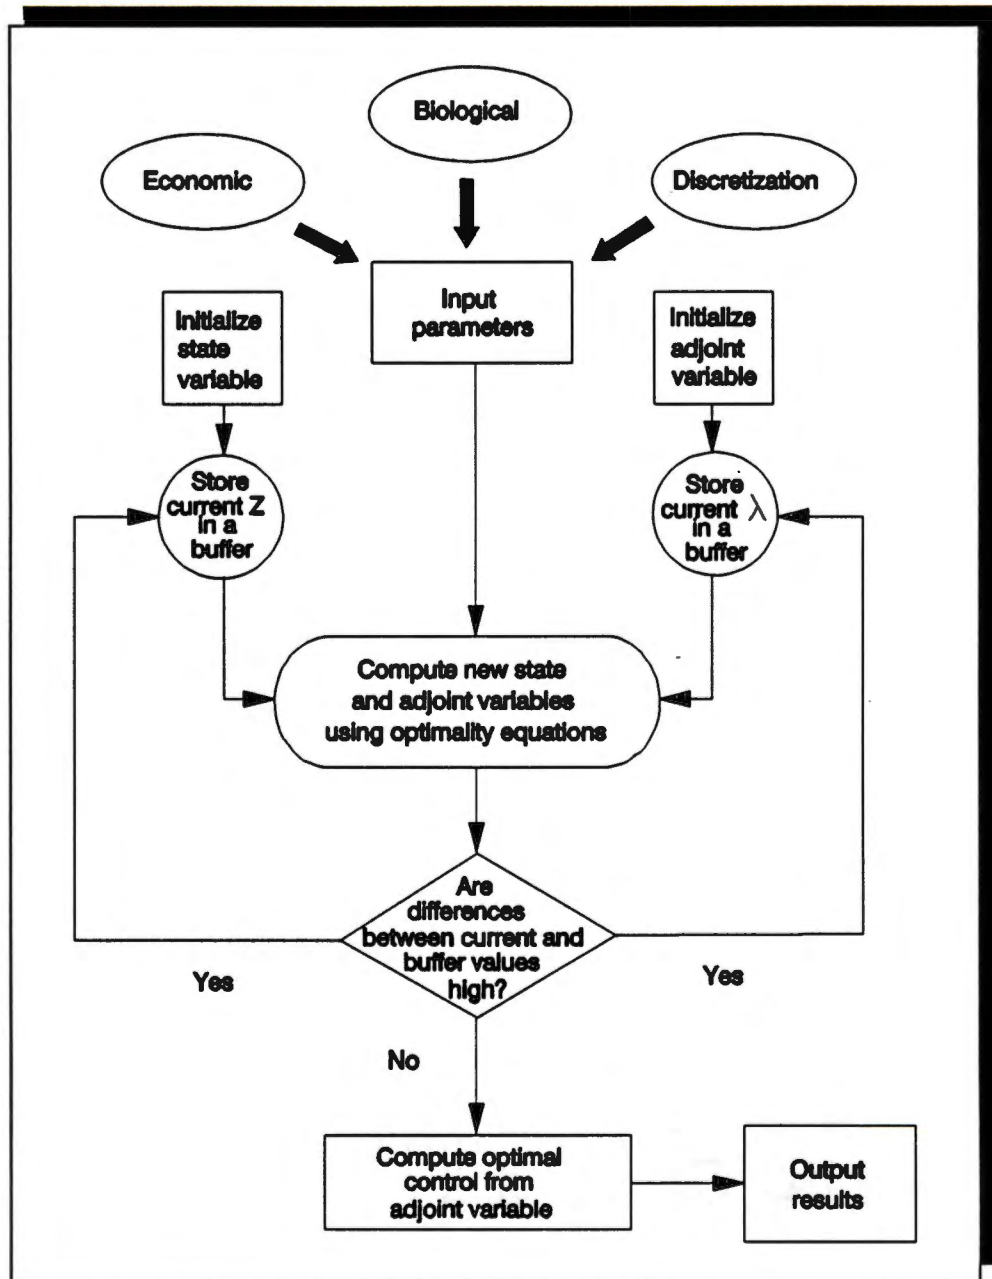 Biological
Economic
Discretization
Input
parameters
Initialize
state
variable
Initialize
adjoint
variable
Store
current Z
in a
buffer
Store
current λ
in a
buffer
Compute new state
and adjoint variables
using optimality equations
Are
differences
between current and
buffer values
high?
Yes
Yes
No
Compute optimal
control from
adjoint variable
Output
results